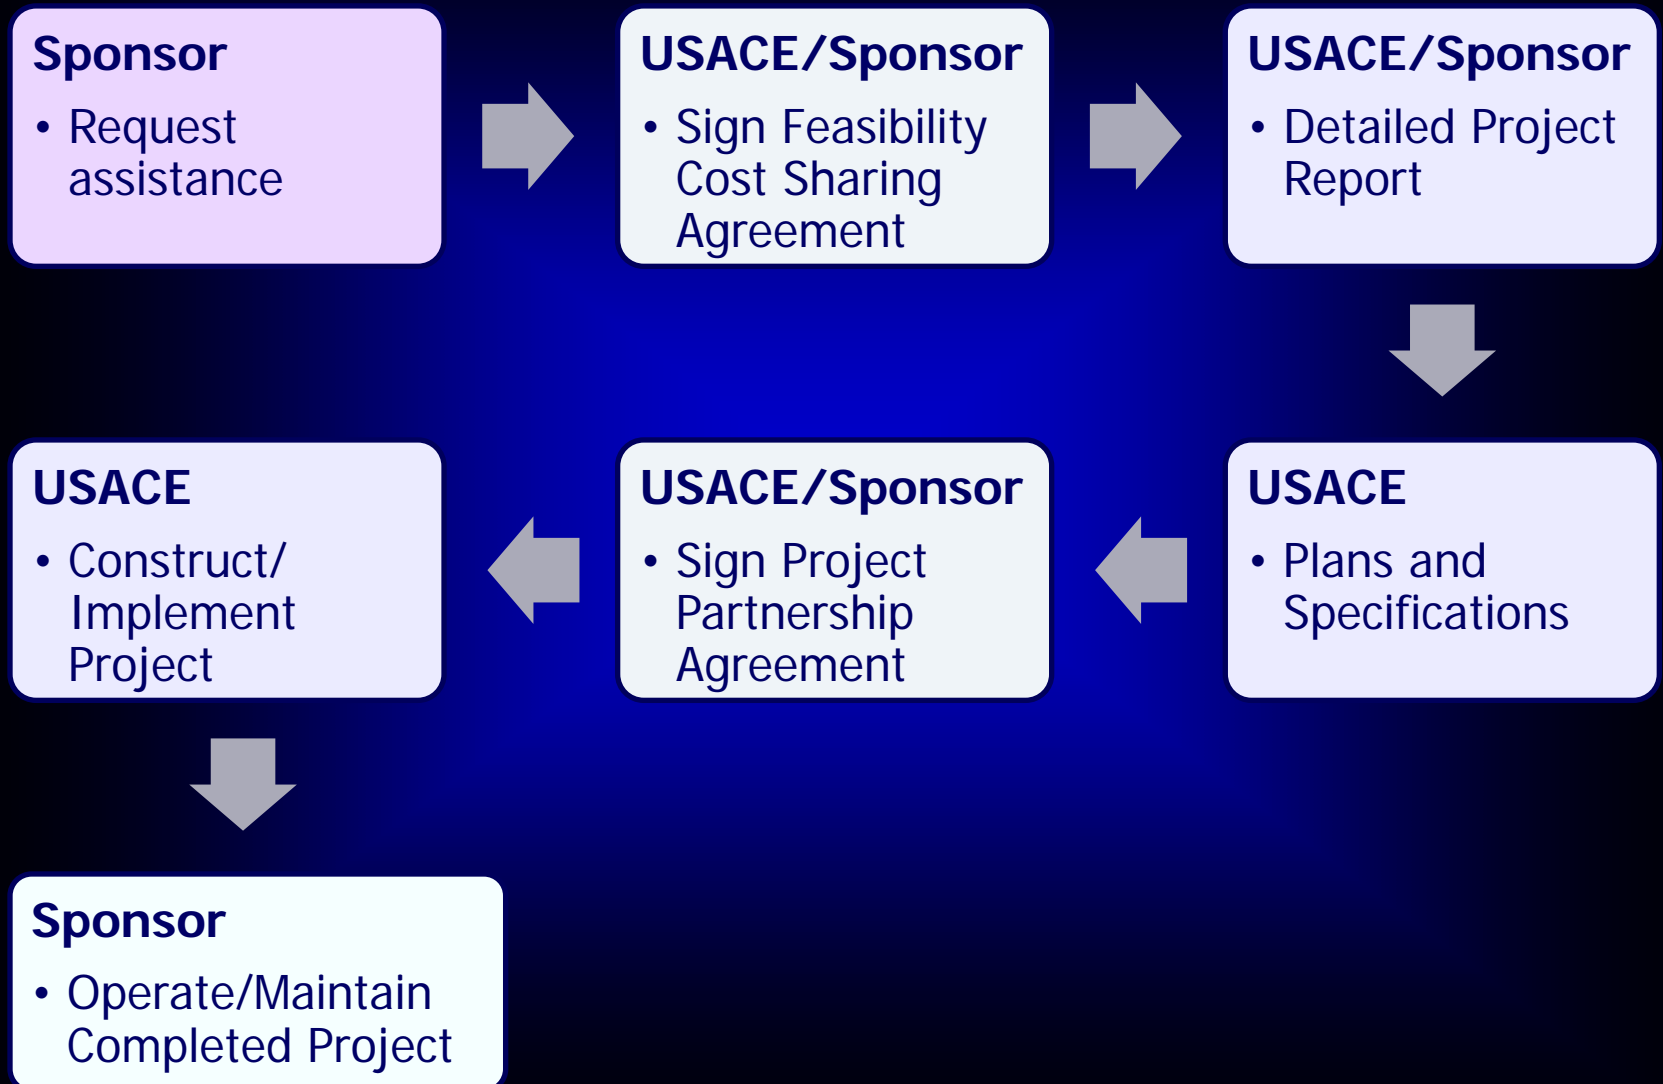 Sponsor
• Request
assistance
USACE/Sponsor
• Sign Feasibility
Cost Sharing
Agreement
USACE/Sponsor
• Detailed Project
Report
USACE
• Plans and
Specifications
USACE/Sponsor
• Sign Project
Partnership
Agreement
USACE
• Construct/
Implement
Project
Sponsor
• Operate/Maintain
Completed Project